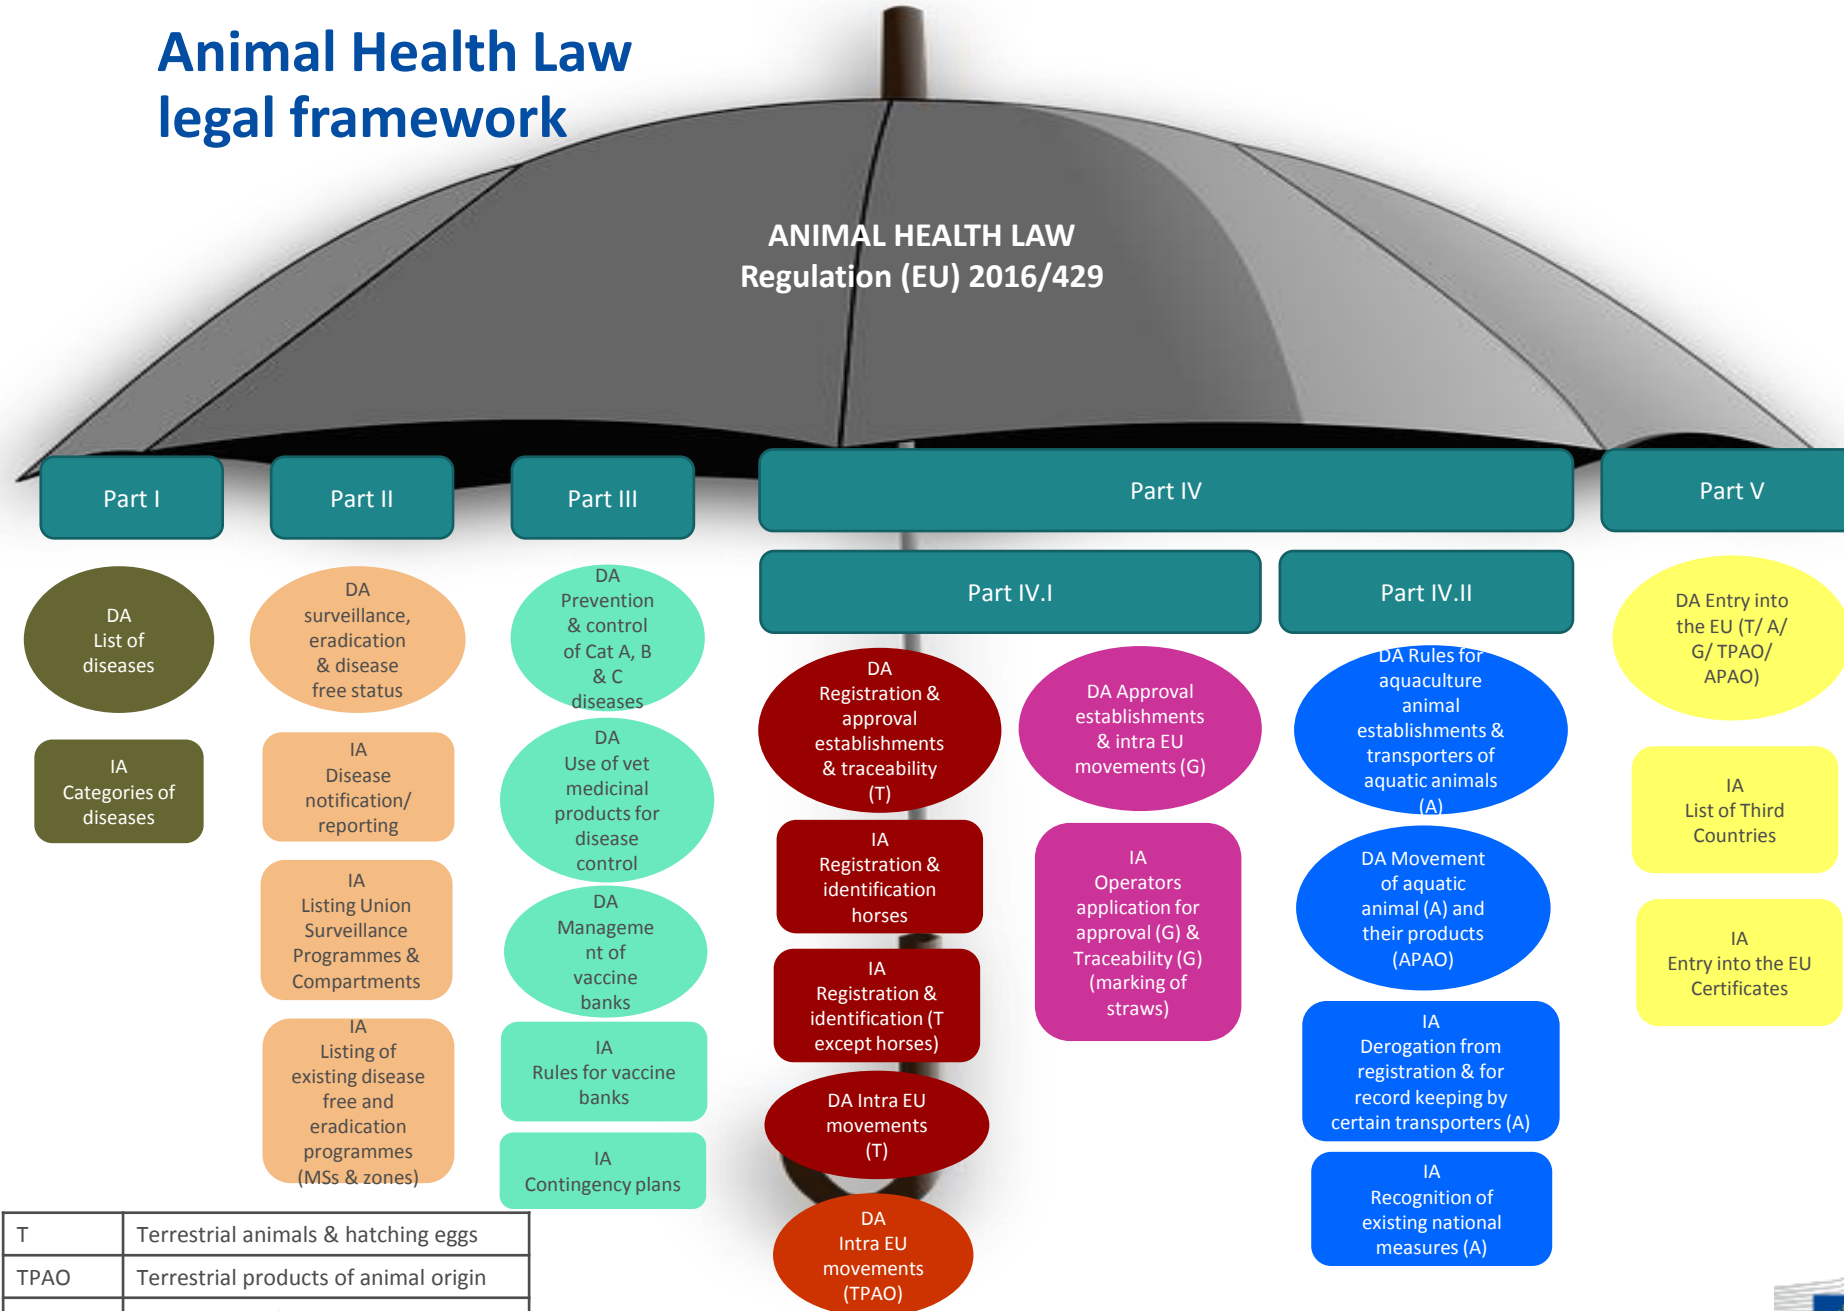 Animal Health Law
legal framework
ANIMAL HEALTH LAW
Regulation (EU) 2016/429
Part I
Part II
Part III
Part IV
Part V
Part IV.I
Part IV.II
DA
List of
diseases
IA
Categories of
diseases
DA
surveillance,
eradication
& disease
free status
IA
Disease
notification/
reporting
IA
Listing Union
Surveillance
Programmes &
Compartments
IA
Listing of
existing disease
free and
eradication
programmes
(MSs & zones)
DA
Prevention
& control
of Cat A, B
& C
diseases
DA
Use of vet
medicinal
products for
disease
control
DA
Manageme
nt of
vaccine
banks
IA
Rules for vaccine
banks
IA
Contingency plans
DA
Registration &
approval
establishments
& traceability
(T)
IA
Registration &
identification
horses
IA
Registration &
identification (T
except horses)
DA Intra EU
movements
(T)
DA
Intra EU
movements
(TPAO)
DA Approval
establishments
& intra EU
movements (G)
IA
Operators
application for
approval (G) &
Traceability (G)
(marking of
straws)
DA Rules for
aquaculture
animal
establishments &
transporters of
aquatic animals
(A)
DA Movement
of aquatic
animal (A) and
their products
(APAO)
IA
Derogation from
registration & for
record keeping by
certain transporters (A)
IA
Recognition of
existing national
measures (A)
DA Entry into
the EU (T/ A/
G/ TPAO/
APAO)
IA
List of Third
Countries
IA
Entry into the EU
Certificates
T Terrestrial animals & hatching eggs
TPAO Terrestrial products of animal origin